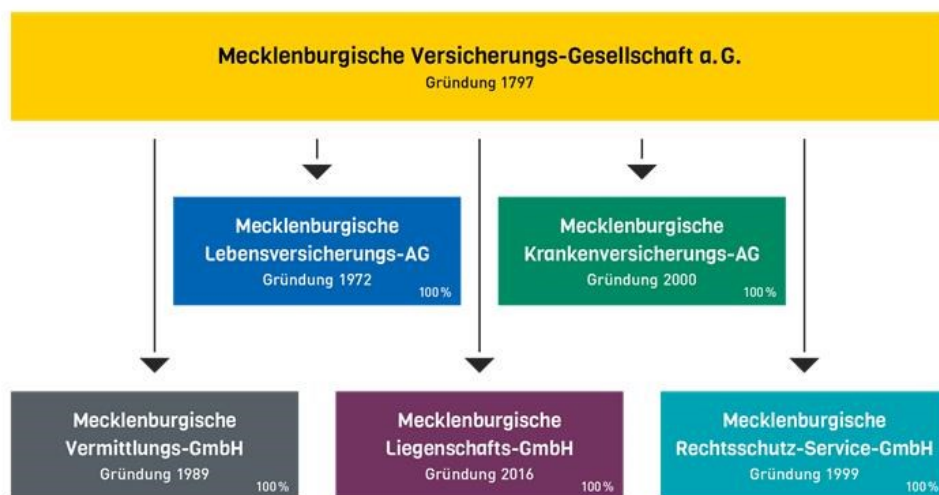 Mecklenburgische Versicherungs-Gesellschaft a. G.
Gründung 1797
Mecklenburgische
Lebensversicherungs-AG
Gründung 1972
100 %
Mecklenburgische
Krankenversicherungs-AG
Gründung 2000
100 %
Mecklenburgische
Vermittlungs-GmbH
Gründung 1989
100 %
Mecklenburgische
Liegenschafts-GmbH
Gründung 2016
100 %
Mecklenburgische
Rechtsschutz-Service-GmbH
Gründung 1999
100 %